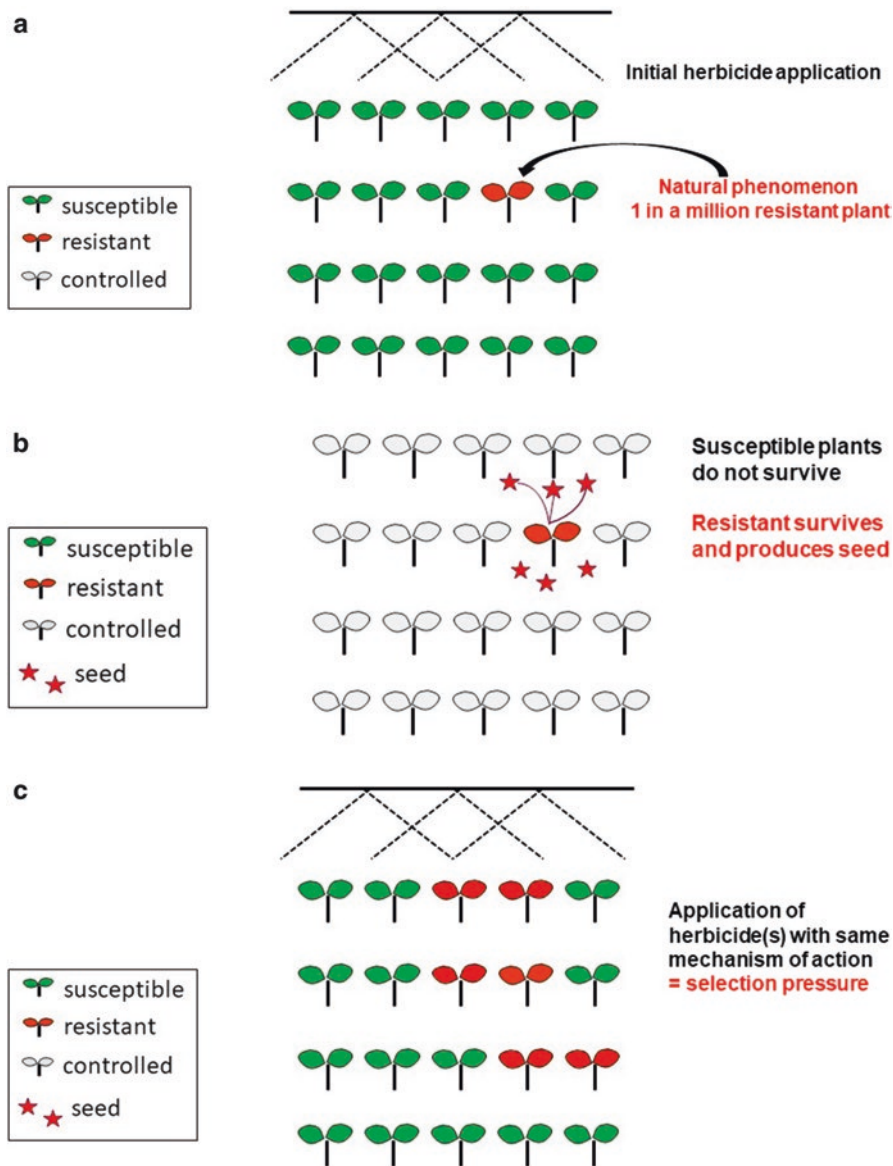 a
Initial herbicide application
Natural phenomenon
1 in a million resistant plant
susceptible
resistant
controlled
b
Susceptible plants
do not survive
Resistant survives
and produces seed
susceptible
resistant
controlled
seed
c
Application of
herbicide(s) with same
mechanism of action
= selection pressure
susceptible
resistant
controlled
seed